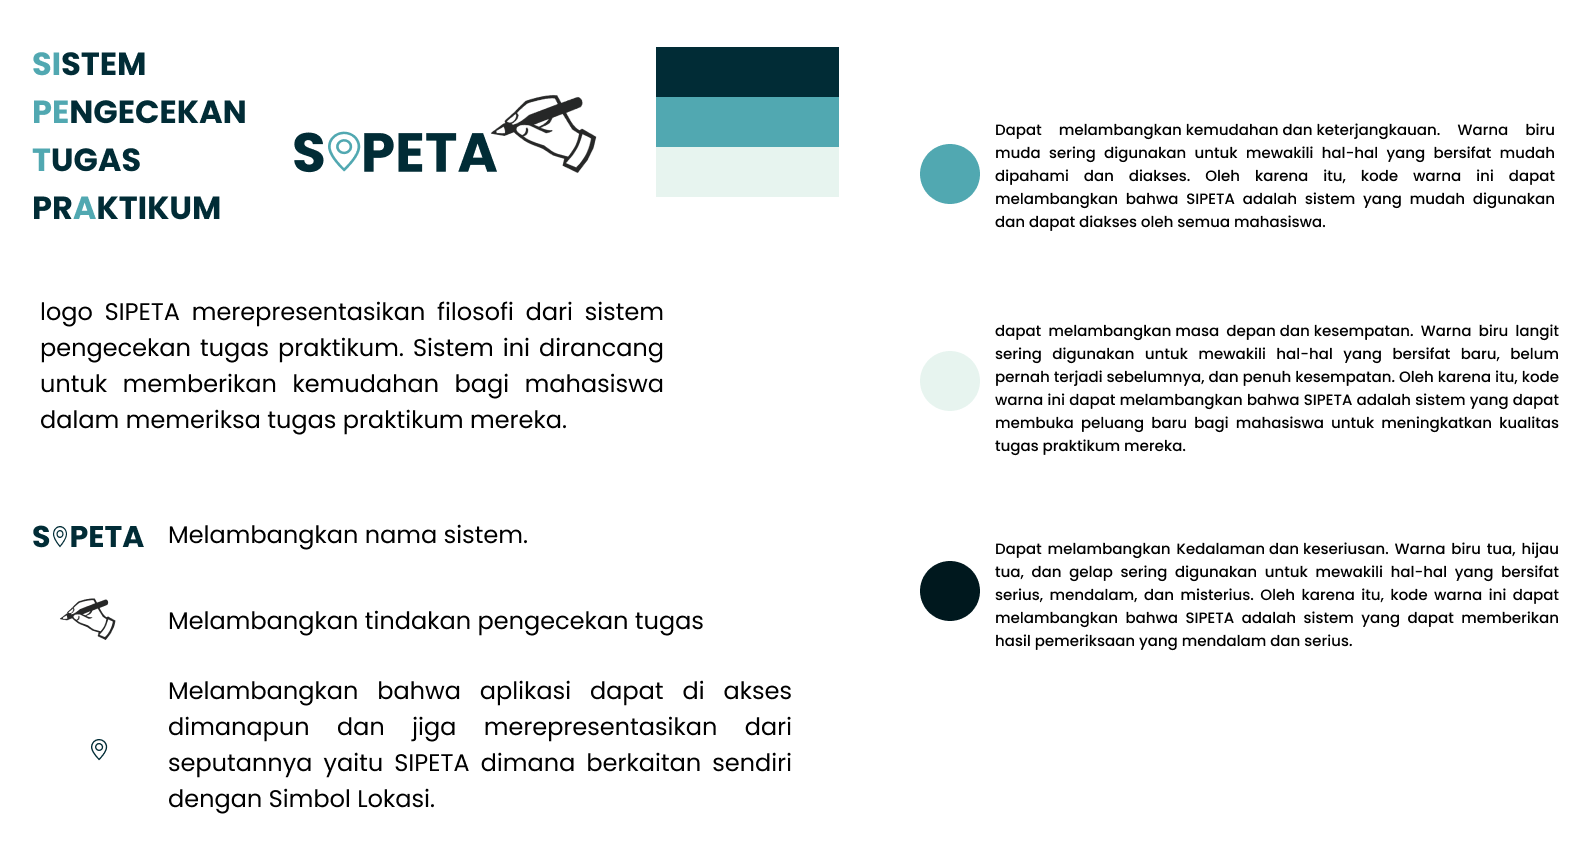 SISTEM
PENGECEKAN
TUGAS
PRAKTIKUM
SIPETA
logo SIPETA merepresentasikan filosofi dari sistem
pengecekan tugas praktikum. Sistem ini dirancang
untuk memberikan kemudahan bagi mahasiswa
dalam memeriksa tugas praktikum mereka.
SIPETA
Melambangkan nama sistem.
Melambangkan tindakan pengecekan tugas
Melambangkan bahwa aplikasi dapat di akses
dimanapun dan jiga merepresentasikan dari
seputannya yaitu SIPETA dimana berkaitan sendiri
dengan Simbol Lokasi.
Dapat melambangkan kemudahan dan keterjangkauan. Warna biru
muda sering digunakan untuk mewakili hal-hal yang bersifat mudah
dipahami dan diakses. Oleh karena itu, kode warna ini dapat
melambangkan bahwa SIPETA adalah sistem yang mudah digunakan
dan dapat diakses oleh semua mahasiswa.
dapat melambangkan masa depan dan kesempatan. Warna biru langit
sering digunakan untuk mewakili hal-hal yang bersifat baru, belum
pernah terjadi sebelumnya, dan penuh kesempatan. Oleh karena itu, kode
warna ini dapat melambangkan bahwa SIPETA adalah sistem yang dapat
membuka peluang baru bagi mahasiswa untuk meningkatkan kualitas
tugas praktikum mereka.
Dapat melambangkan Kedalaman dan keseriusan. Warna biru tua, hijau
tua, dan gelap sering digunakan untuk mewakili hal-hal yang bersifat
serius, mendalam, dan misterius. Oleh karena itu, kode warna ini dapat
melambangkan bahwa SIPETA adalah sistem yang dapat memberikan
hasil pemeriksaan yang mendalam dan serius.